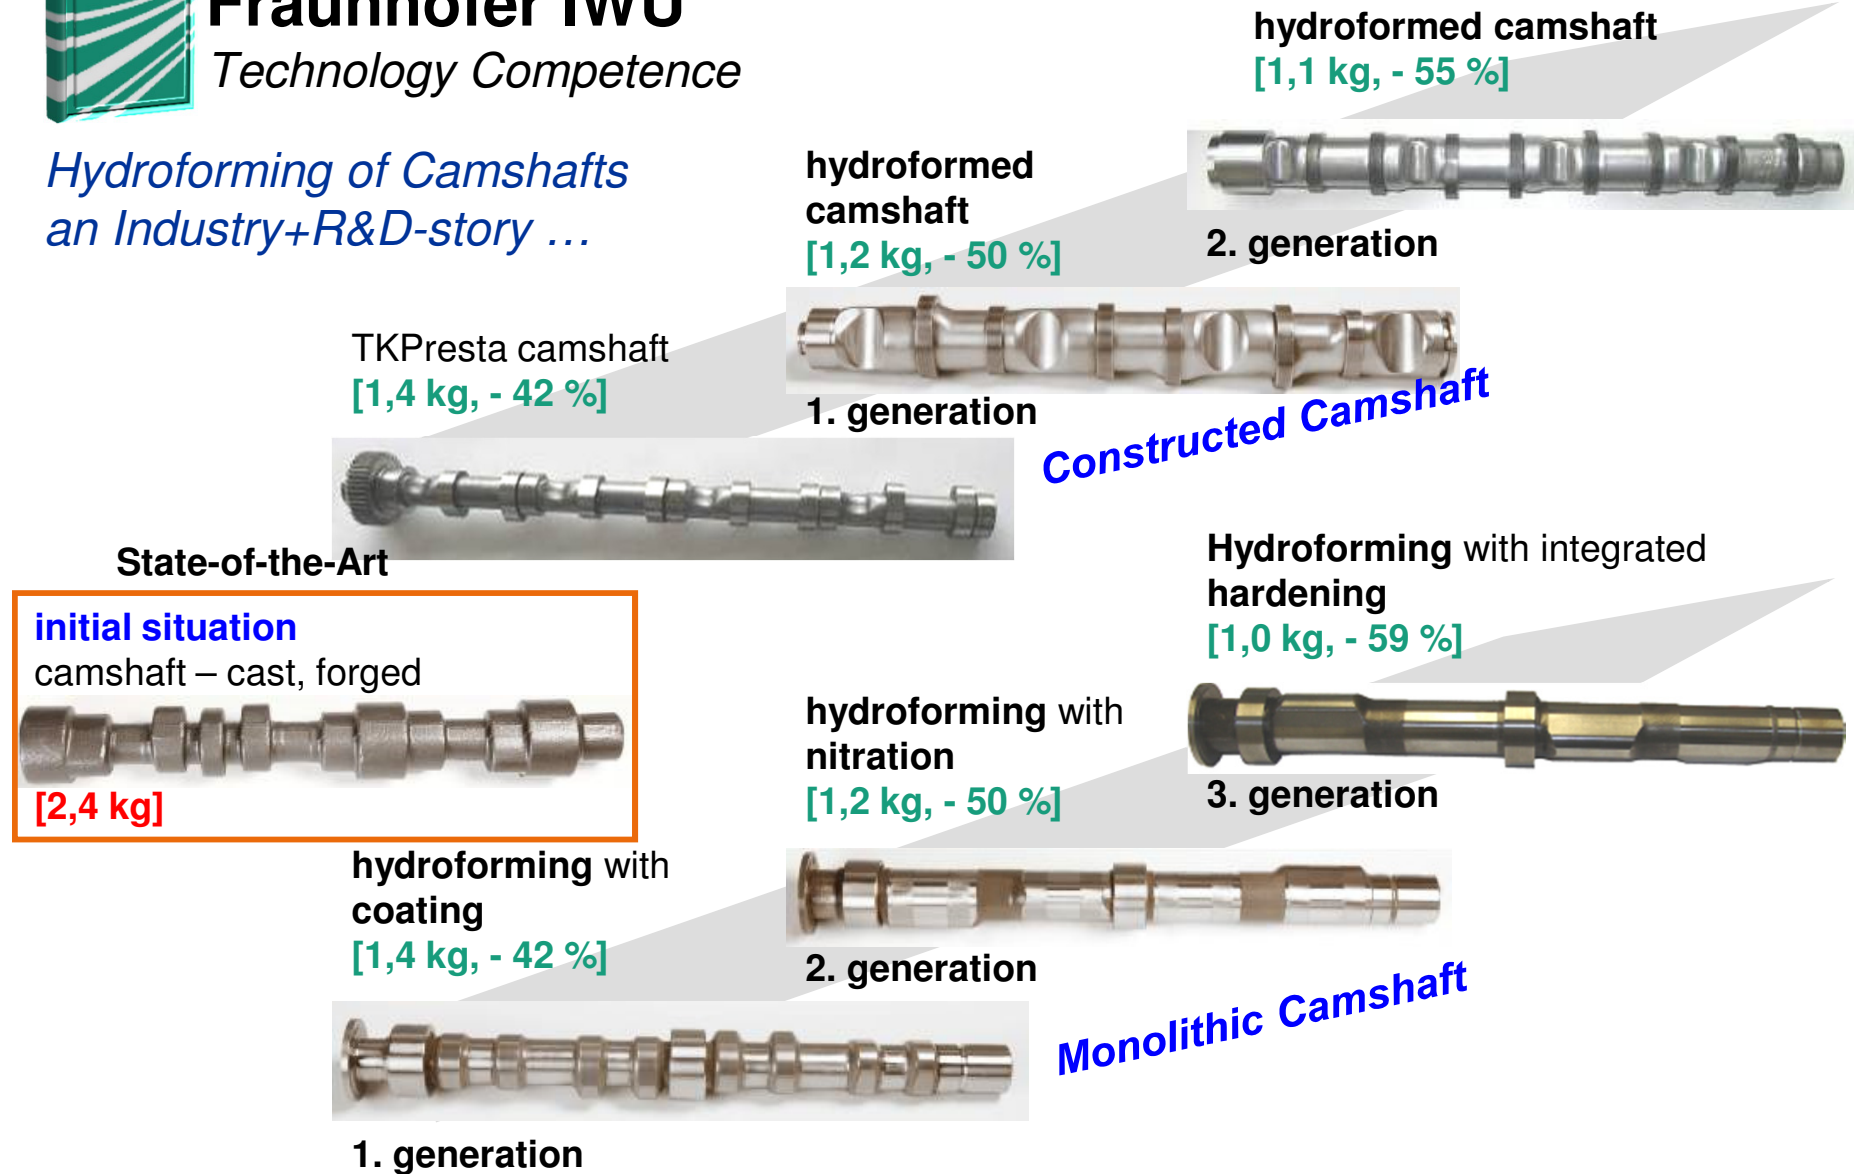 Fraunhofer IWU
Technology Competence
Hydroforming of Camshafts
an Industry+R&D-story …
hydroformed camshaft
[1,1 kg, - 55 %]
2. generation
hydroformed
camshaft
[1,2 kg, - 50 %]
1. generation
TKPresta camshaft
[1,4 kg, - 42 %]
Constructed Camshaft
State-of-the-Art
initial situation
camshaft – cast, forged
[2,4 kg]
Hydroforming with integrated
hardening
[1,0 kg, - 59 %]
3. generation
hydroforming with
nitration
[1,2 kg, - 50 %]
2. generation
hydroforming with
coating
[1,4 kg, - 42 %]
1. generation
Monolithic Camshaft